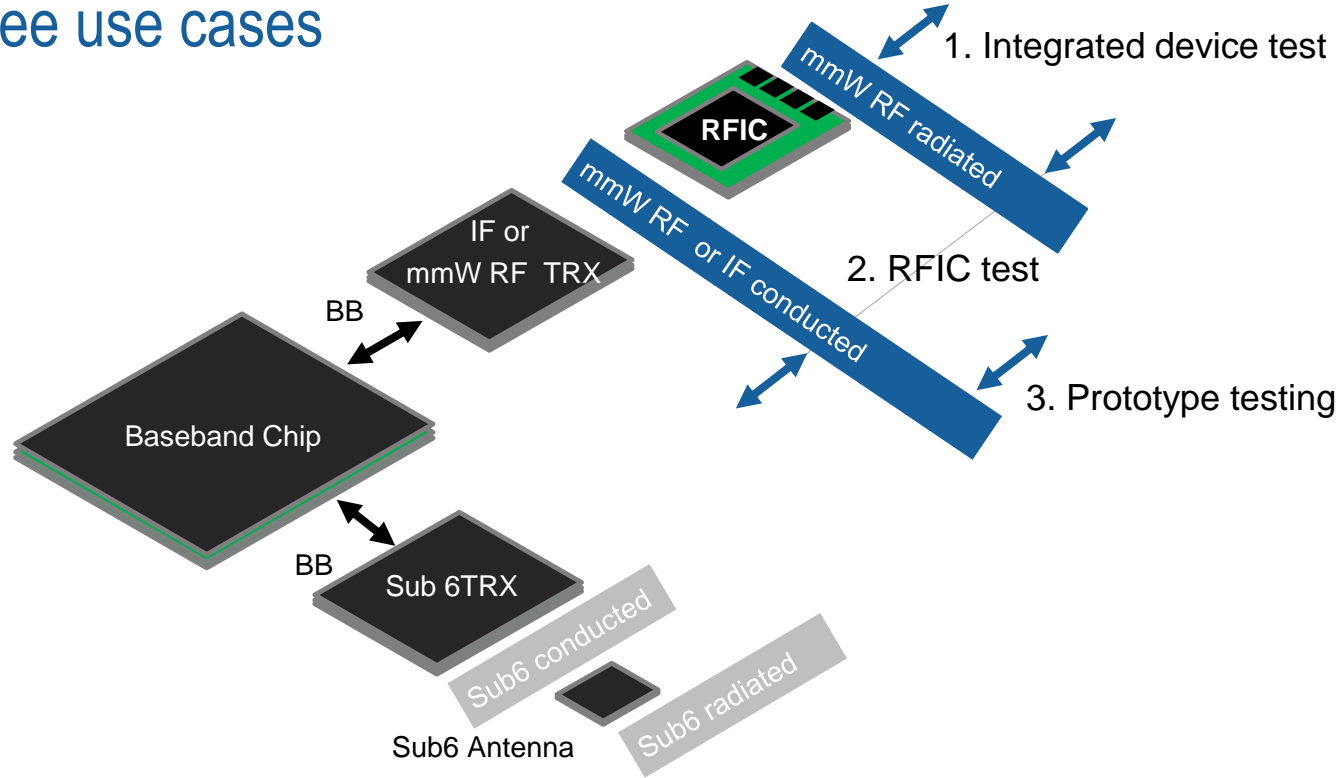 ee use cases
1. Integrated device test
mmW RF radiated
RFIC
mmW RF or IF conducted
IF or
mmW RF TRX
2. RFIC test
BB
3. Prototype testing
Baseband Chip
BB
Sub 6TRX
Sub6 conducted
Sub6 radiated
Sub6 Antenna